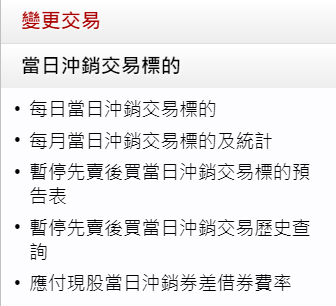 變更交易
當日沖銷交易標的
• 每日當日沖銷交易標的
• 每月當日沖銷交易標的及統計
• 暫停先賣後買當日沖銷交易標的預
告表
• 暫停先賣後買當日沖銷交易歷史查
詢
• 應付現股當日沖銷券差借券費率